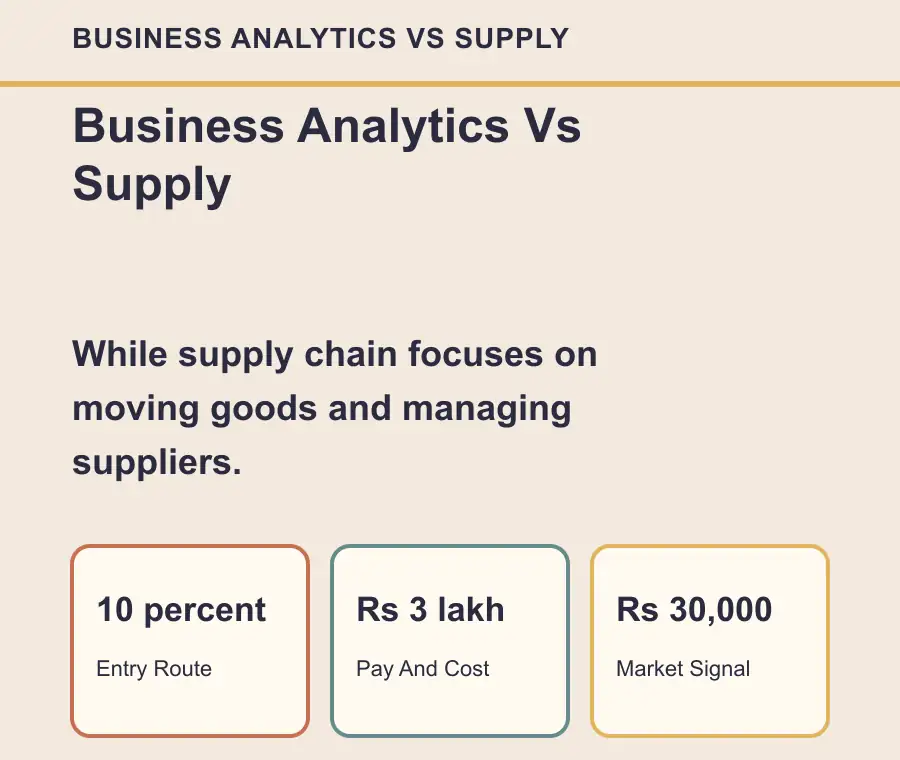 BUSINESS ANALYTICS VS SUPPLY
Business Analytics Vs
Supply
While supply chain focuses on
moving goods and managing
suppliers.
10 percent
Entry Route
Rs 3 lakh
Pay And Cost
Rs 30,000
Market Signal